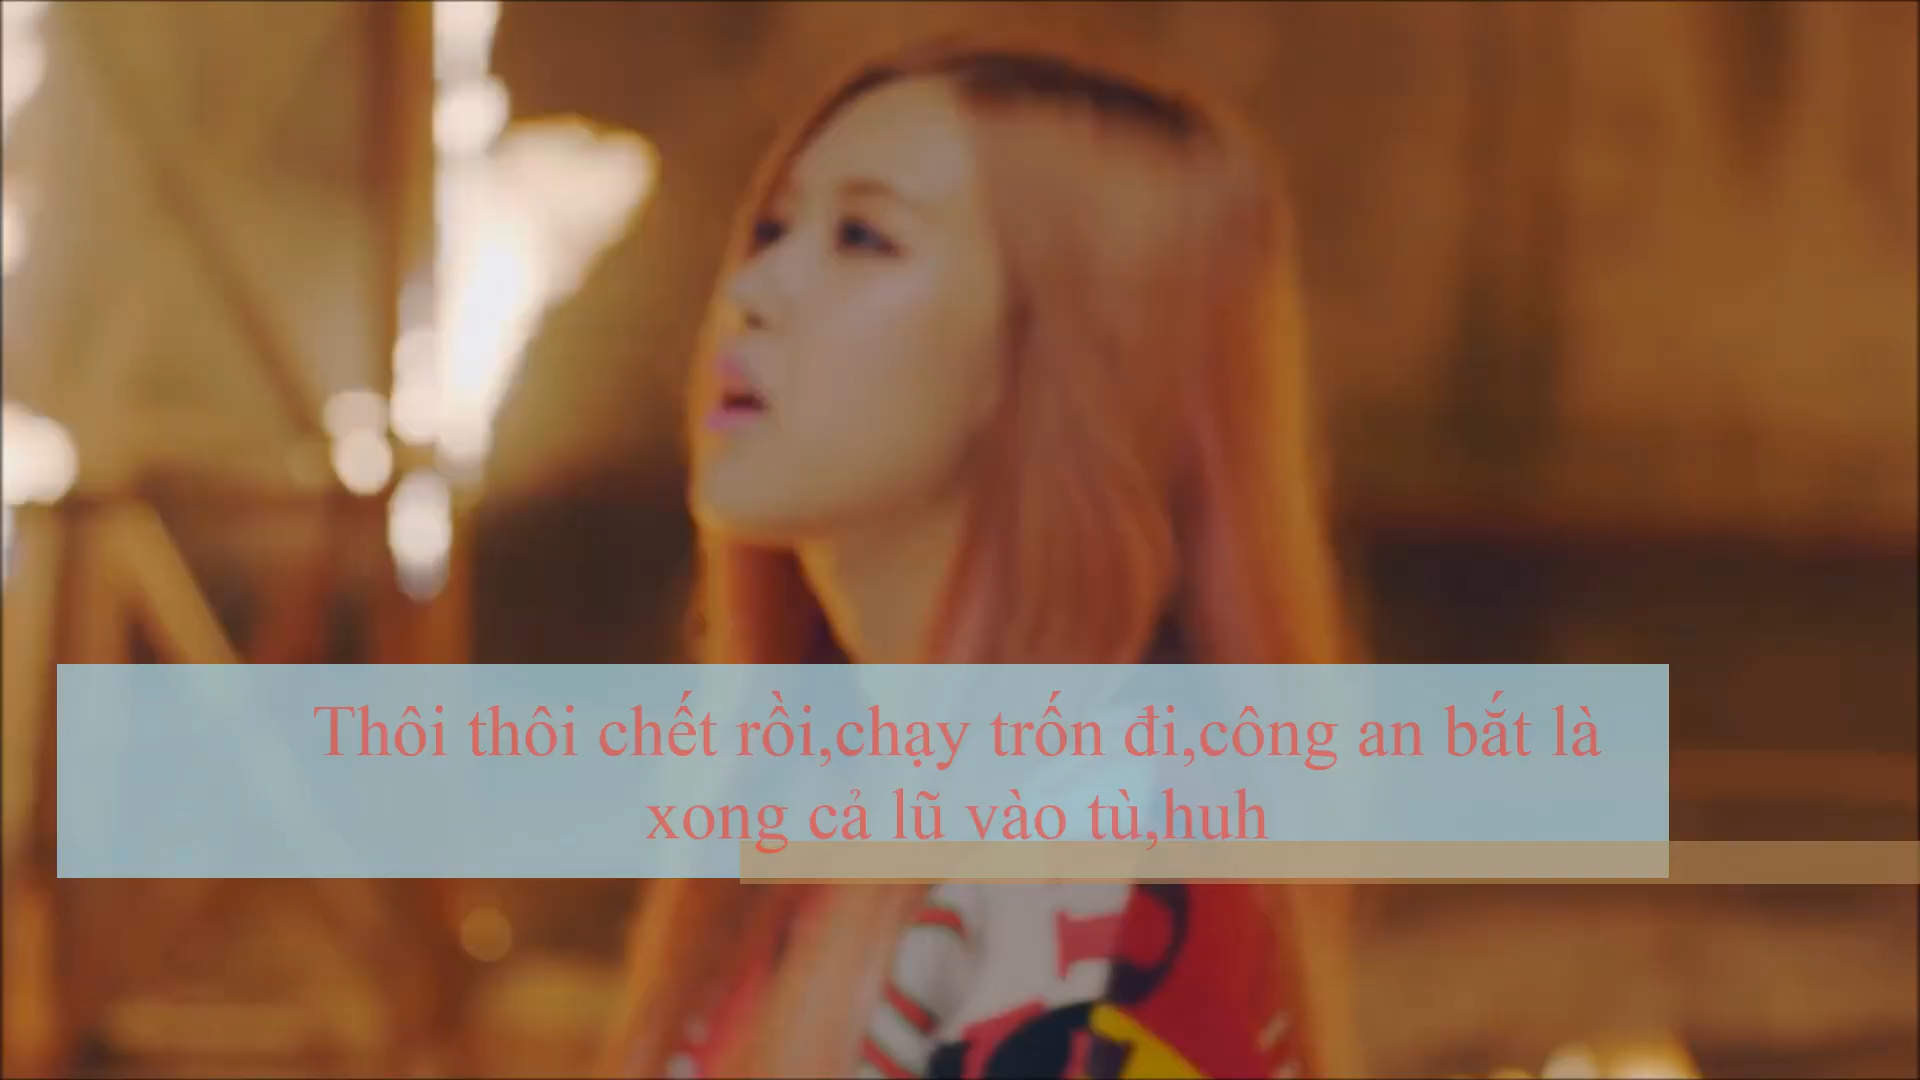 Thôi thôi chết rồi,chạy trốn đi,công an bắt là
xong cả lũ vào tù,huh